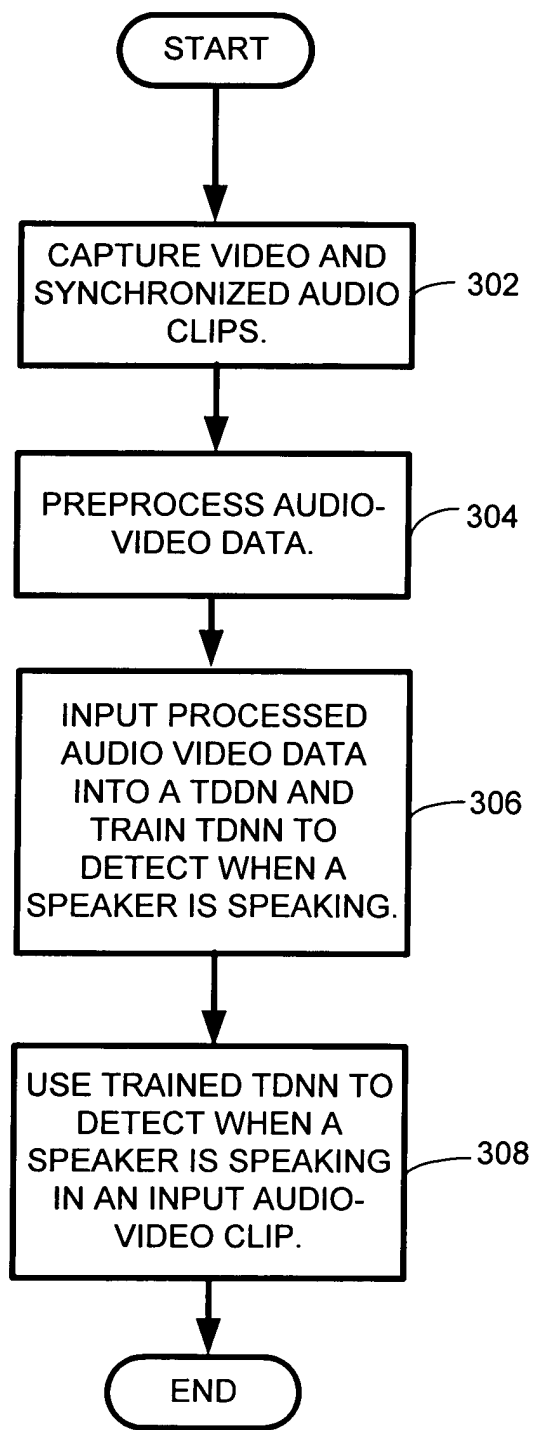 START
CAPTURE VIDEO AND
SYNCHRONIZED AUDIO
CLIPS.
302
PREPROCESS AUDIO-
VIDEO DATA.
304
INPUT PROCESSED
AUDIO VIDEO DATA
INTO A TDDN AND
TRAIN TDNN TO
DETECT WHEN A
SPEAKER IS SPEAKING.
306
USE TRAINED TDNN TO
DETECT WHEN A
SPEAKER IS SPEAKING
IN AN INPUT AUDIO-
VIDEO CLIP.
308
END